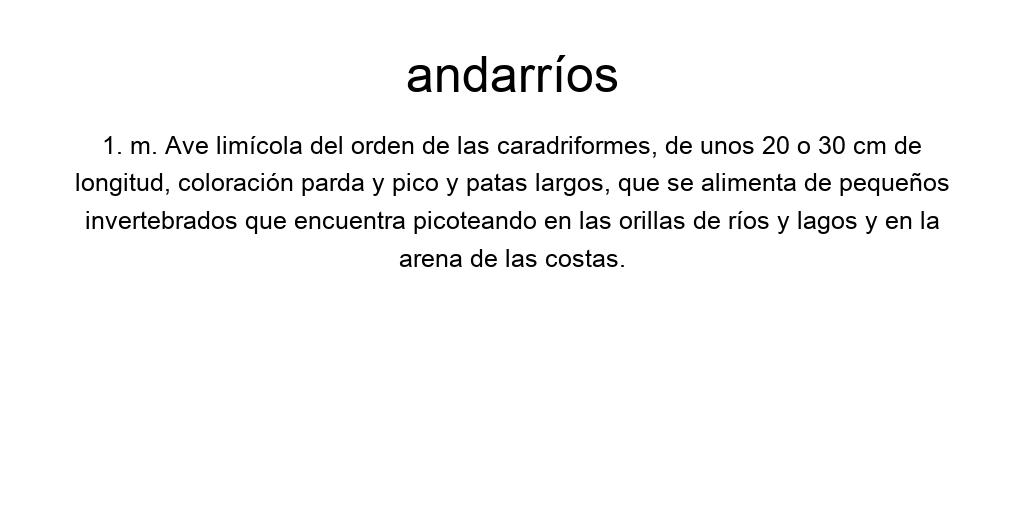 andarríos
1. m. Ave limícola del orden de las caradriformes, de unos 20 o 30 cm de
longitud, coloración parda y pico y patas largos, que se alimenta de pequeños
invertebrados que encuentra picoteando en las orillas de ríos y lagos y en la
arena de las costas.